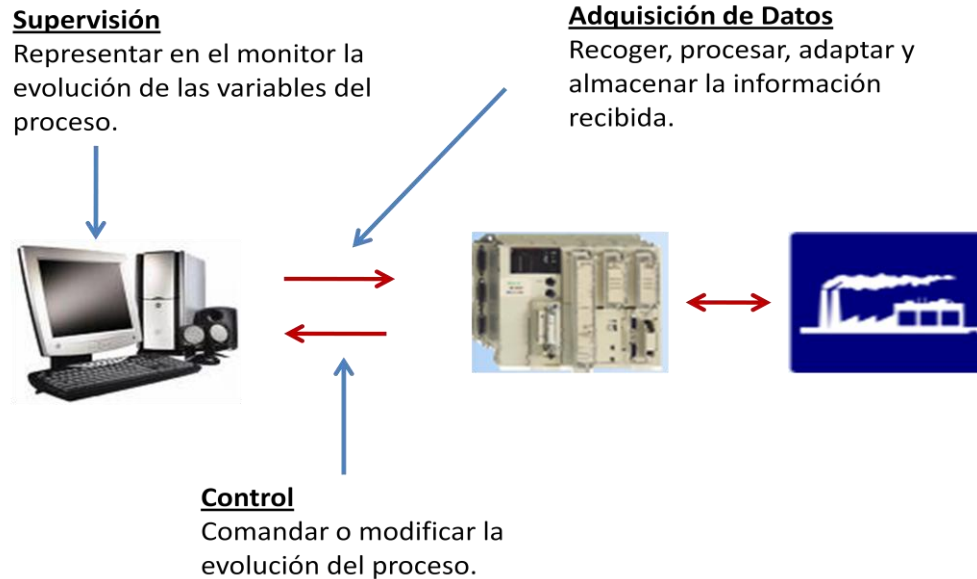 Supervisión
Representar en el monitor la
evolución de las variables del
proceso.
Adquisición de Datos
Recoger, procesar, adaptar y
almacenar la información
recibida.
Control
Comandar o modificar la
evolución del proceso.